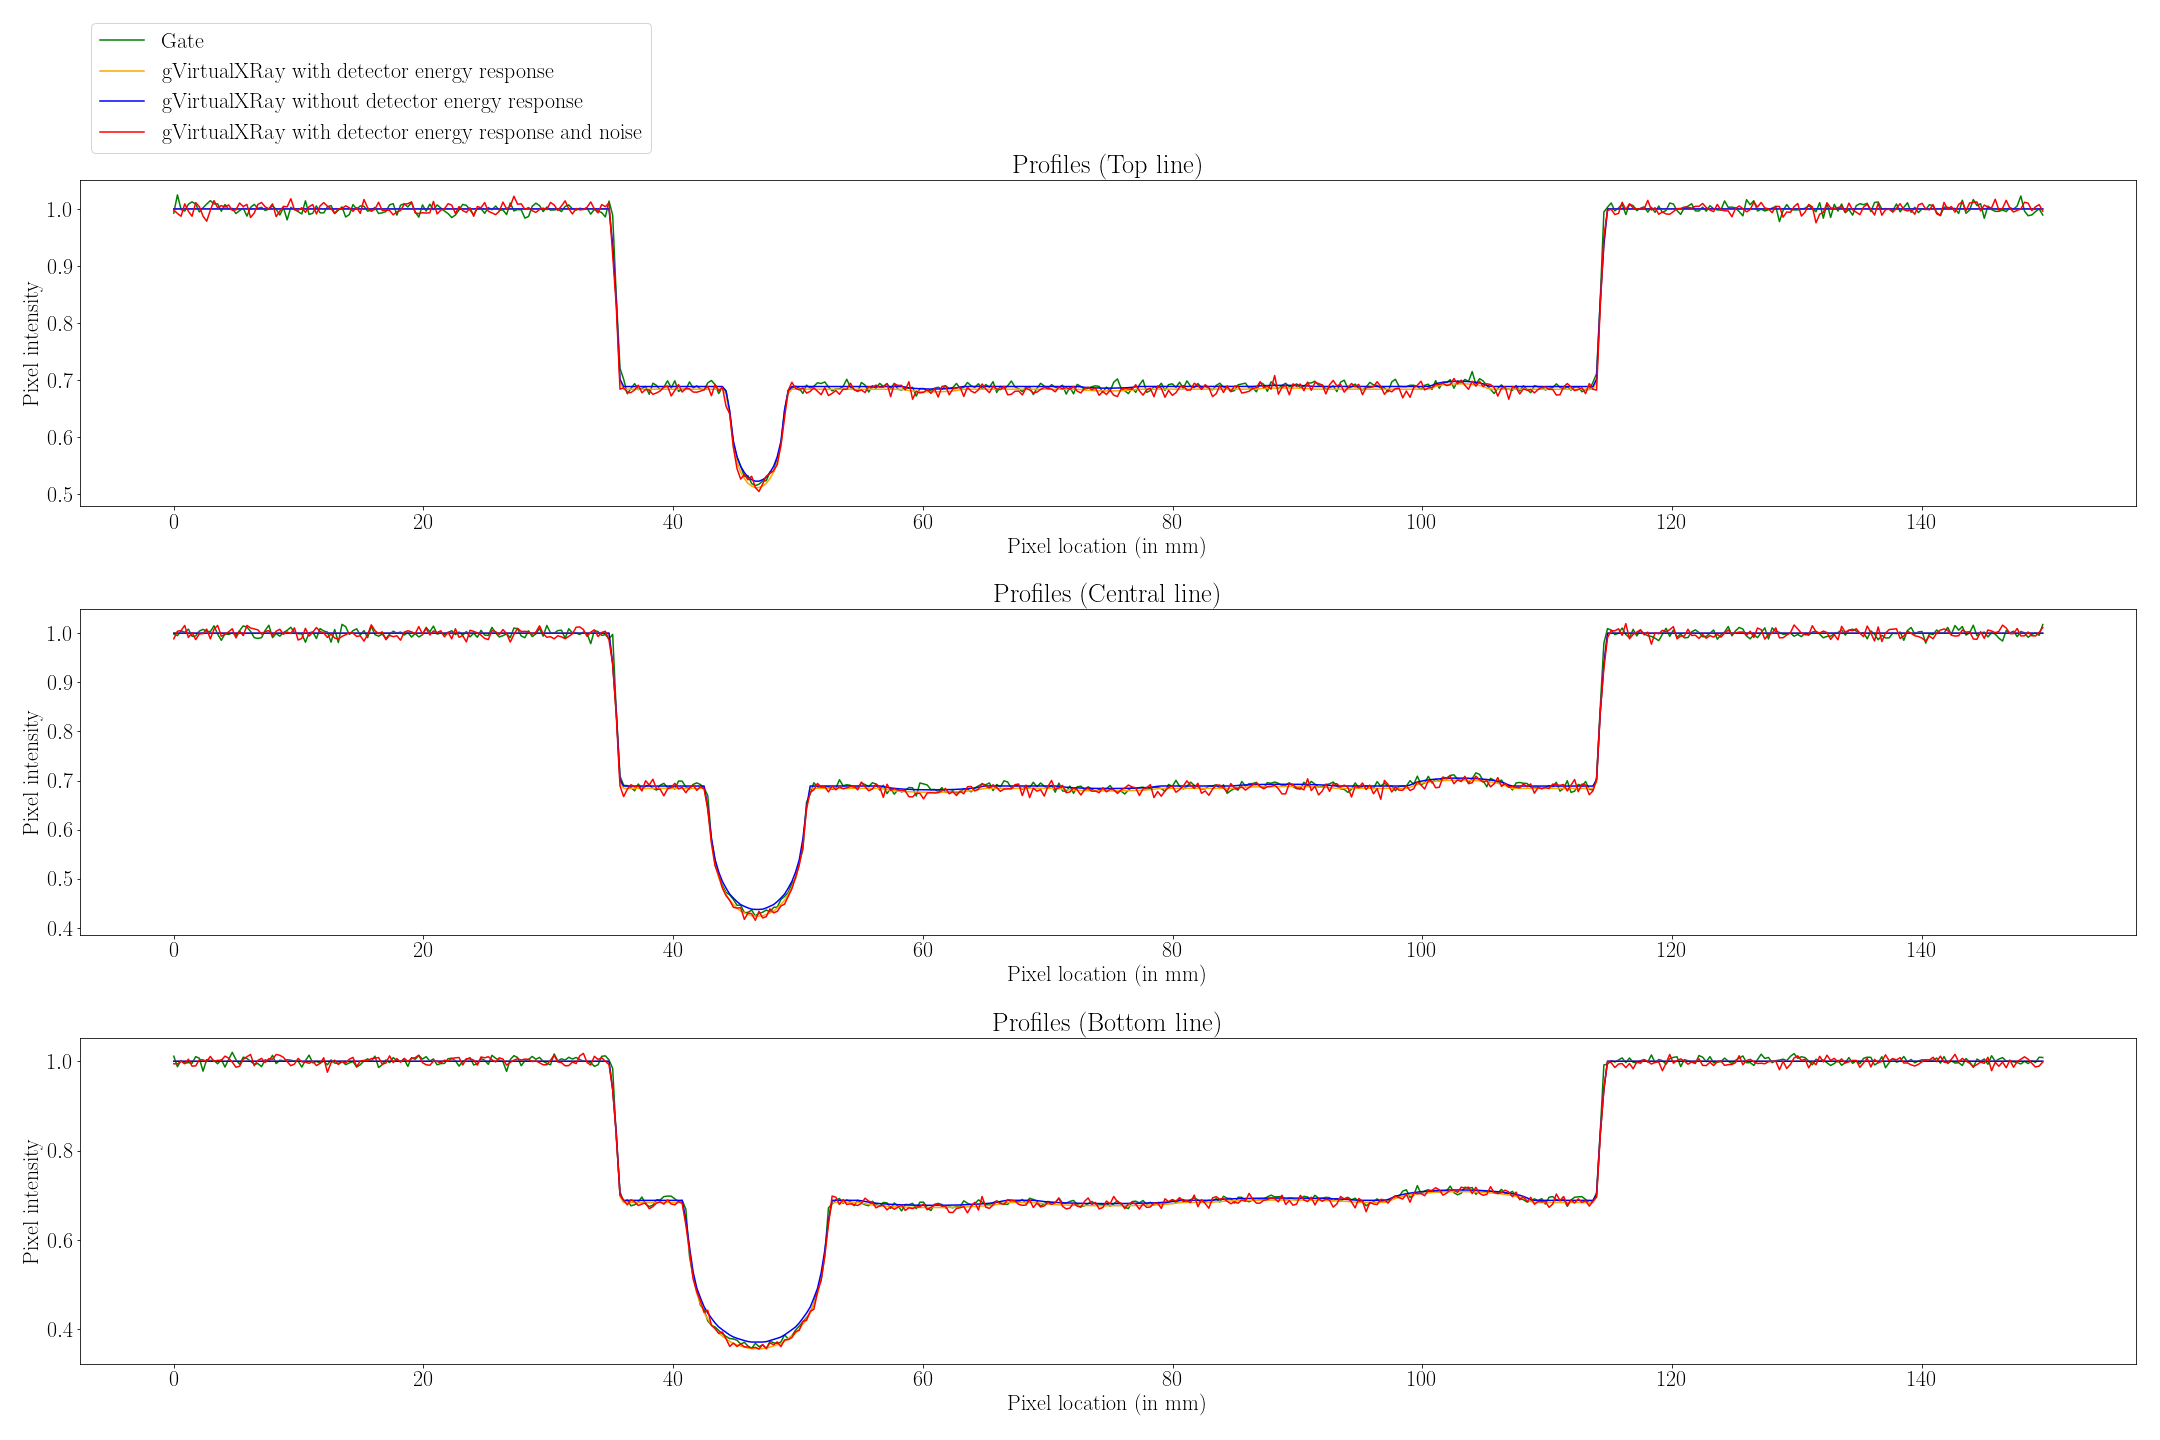 Gate
gVirtualXRay with detector energy response
gVirtualXRay without detector energy response
gVirtualXRay with detector energy response and noise
Profiles (Top line)
1.0
0.9
0.8
0.7
0.6
0.5
Pixel intensity
0 20 40 60 80 100 120 140
Pixel location (in mm)
Profiles (Central line)
1.0
0.9
0.8
0.7
0.6
0.5
0.4
Pixel intensity
0 20 40 60 80 100 120 140
Pixel location (in mm)
Profiles (Bottom line)
1.0
0.8
0.6
0.4
Pixel intensity
0 20 40 60 80 100 120 140
Pixel location (in mm)